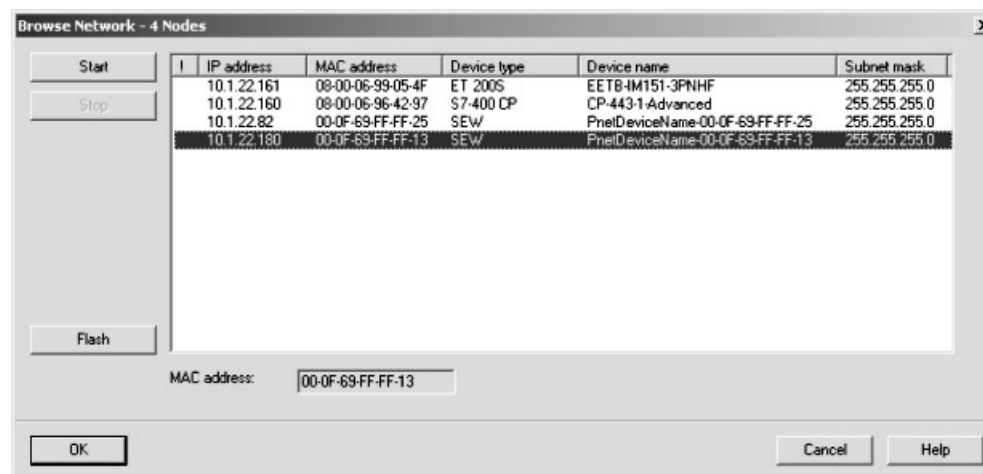 Browse Network - 4 Nodes
Start
Stop
Flash
! IP address MAC address Device type Device name Subnet mask
10.1.22.161 08-00-06-99-05-4F ET 200S EETB-IM151-3PNHF 255.255.255.0
10.1.22.160 08-00-06-96-42-97 S7-400 CP CP-443-1-Advanced 255.255.255.0
10.1.22.82 00-0F-69-FF-FF-25 SEW PnetDeviceName-00-0F-69-FF-FF-25 255.255.255.0
10.1.22.180 00-0F-69-FF-FF-13 SEW PnetDeviceName-00-0F-69-FF-FF-13 255.255.255.0
MAC address: 00-0F-69-FF-FF-13
OK Cancel Help